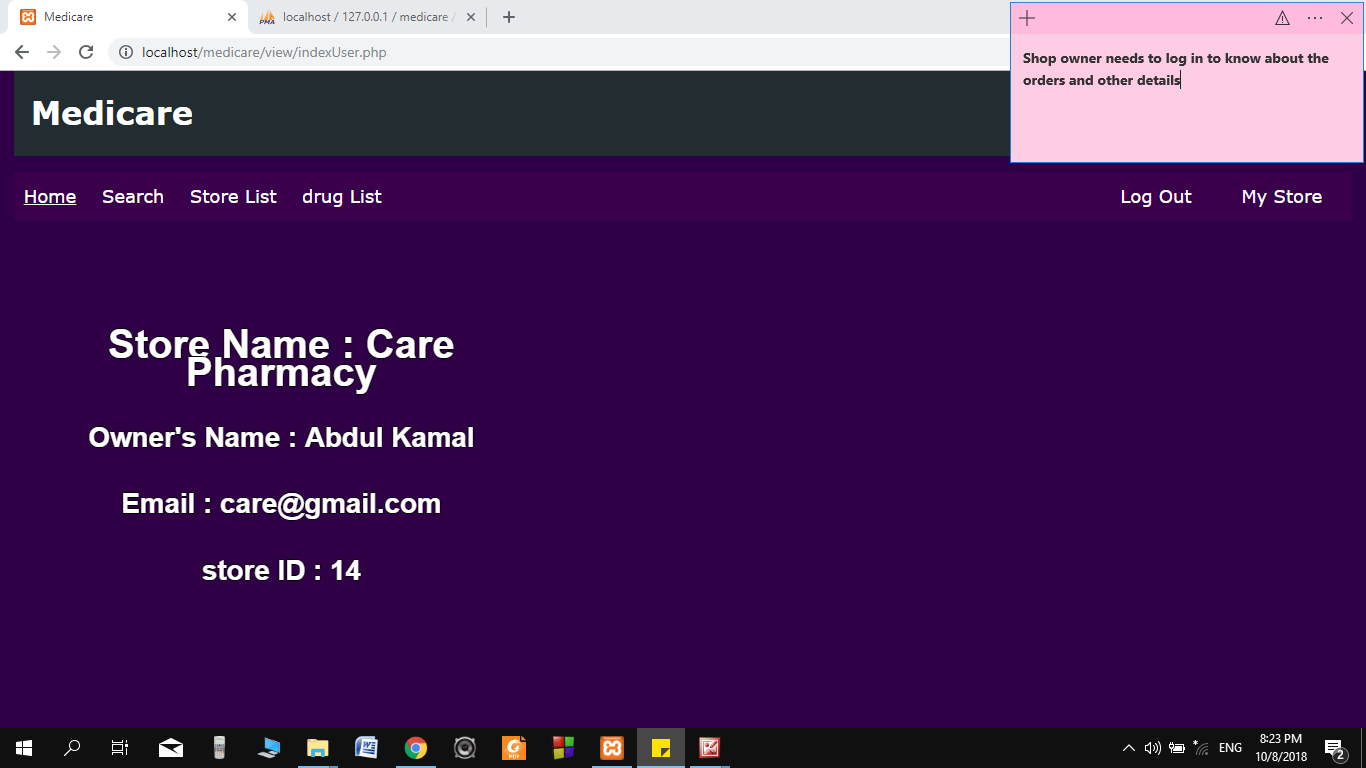 Medicare
localhost / 127.0.0.1 / medicare /
localhost/medicare/view/indexUser.php
Shop owner needs to log in to know about the
orders and other details
Medicare
Home Search Store List drug List Log Out My Store
Store Name : Care
Pharmacy
Owner's Name : Abdul Kamal
Email : care@gmail.com
store ID : 14
ENG
8:23 PM
10/8/2018
2